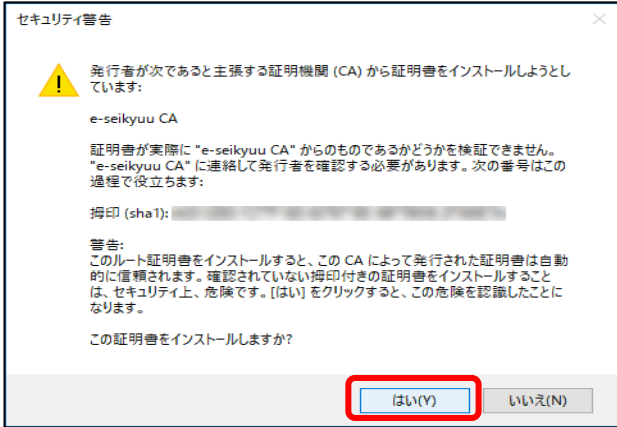 セキュリティ警告
発行者が次であると主張する証明機関 (CA) から証明書をインストールしようとし
ています:
e-seikyuu CA
証明書が実際に "e-seikyuu CA" からのものであるかどうかを検証できません。
"e-seikyuu CA" に連絡して発行者を確認する必要があります。次の番号はこの
過程で役立ちます:
拇印 (sha1):
警告:
このルート証明書をインストールすると、この CA によって発行された証明書は自動
的に信頼されます。確認されていない拇印付きの証明書をインストールすること
は、セキュリティ上、危険です。[はい] をクリックすると、この危険を認識したことに
なります。
この証明書をインストールしますか?
はい(Y)
いいえ(N)